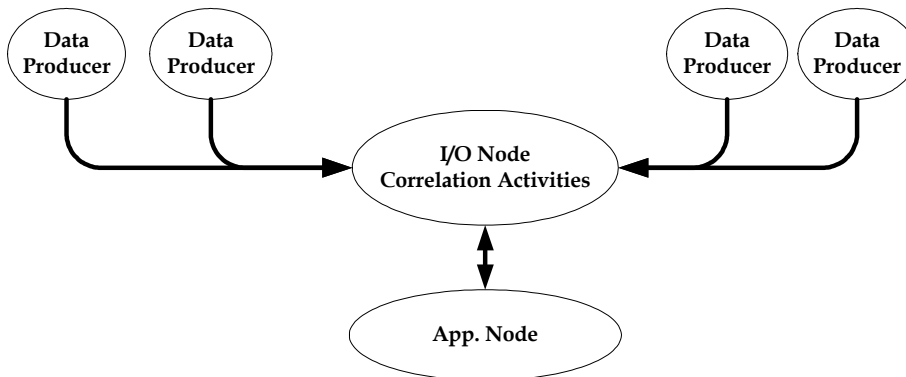 Data
Producer
Data
Producer
Data
Producer
Data
Producer
I/O Node
Correlation Activities
App. Node